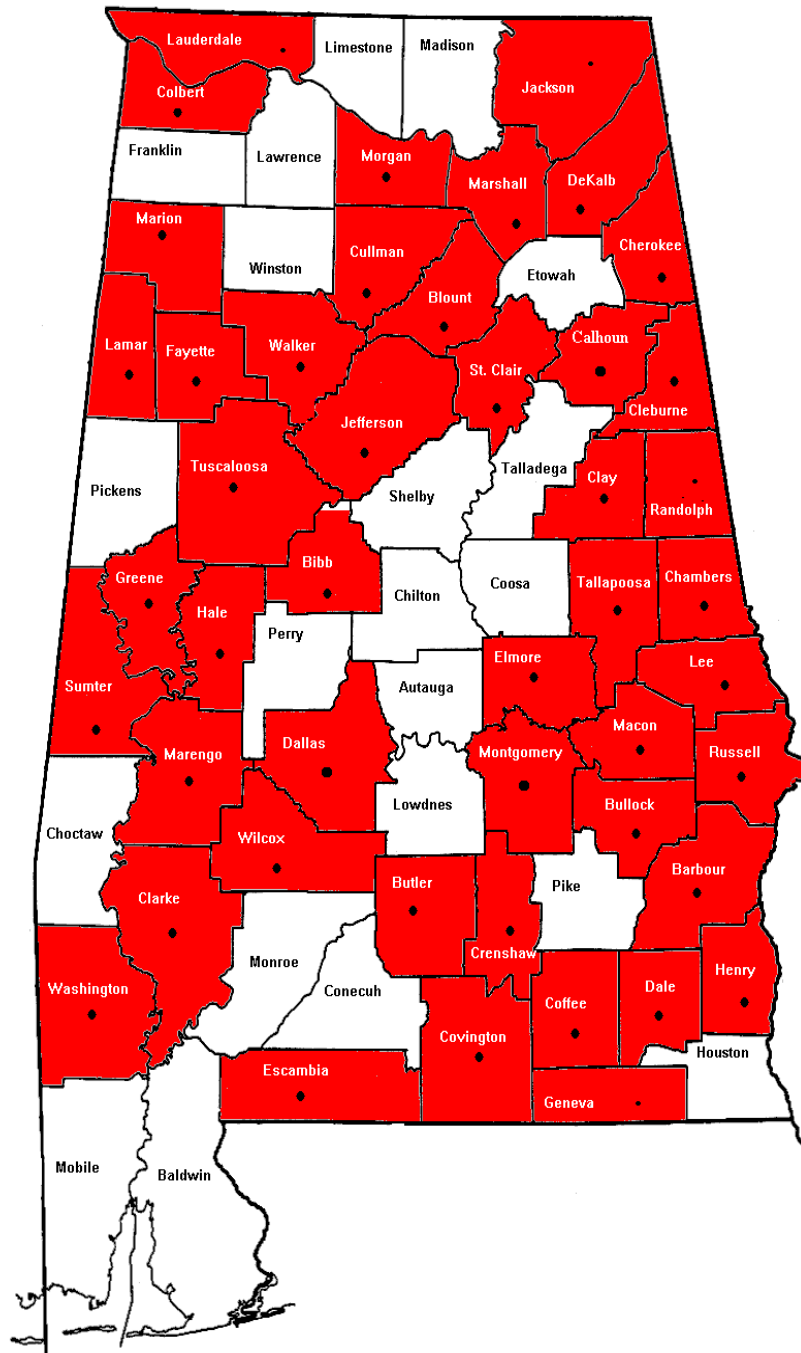 Lauderdale
Limestone
Madison
Jackson
Colbert
Franklin
Lawrence
Morgan
Marshall
DeKalb
Marion
Winston
Cullman
Blount
Etowah
Cherokee
Lamar
Fayette
Walker
Jefferson
St. Clair
Calhoun
Cleburne
Pickens
Tuscaloosa
Shelby
Talladega
Clay
Randolph
Greene
Hale
Bibb
Chilton
Coosa
Tallapoosa
Chambers
Sumter
Perry
Autauga
Elmore
Lee
Marengo
Dallas
Lowdnes
Montgomery
Macon
Russell
Bullock
Choctaw
Wilcox
Butler
Crenshaw
Pike
Barbour
Clarke
Monroe
Conecuh
Washington
Covington
Coffee
Dale
Henry
Houston
Escambia
Geneva
Mobile
Baldwin